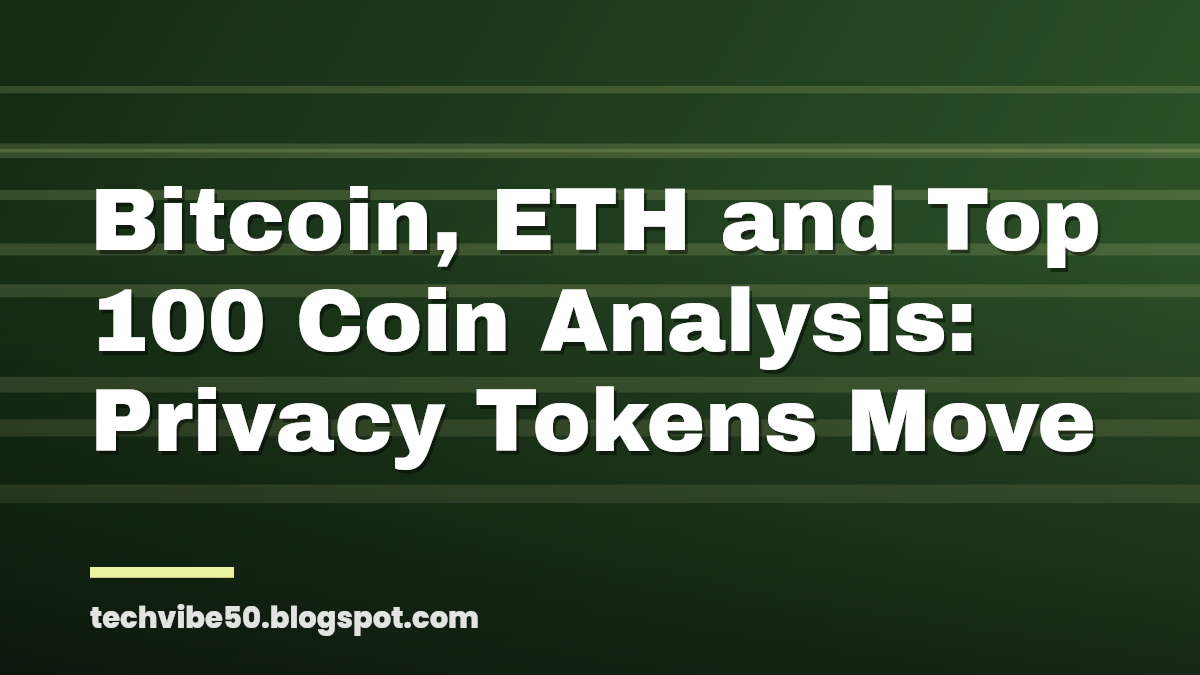 Bitcoin, ETH and Top
100 Coin Analysis:
Privacy Tokens Move
techvibe50.blogspot.com